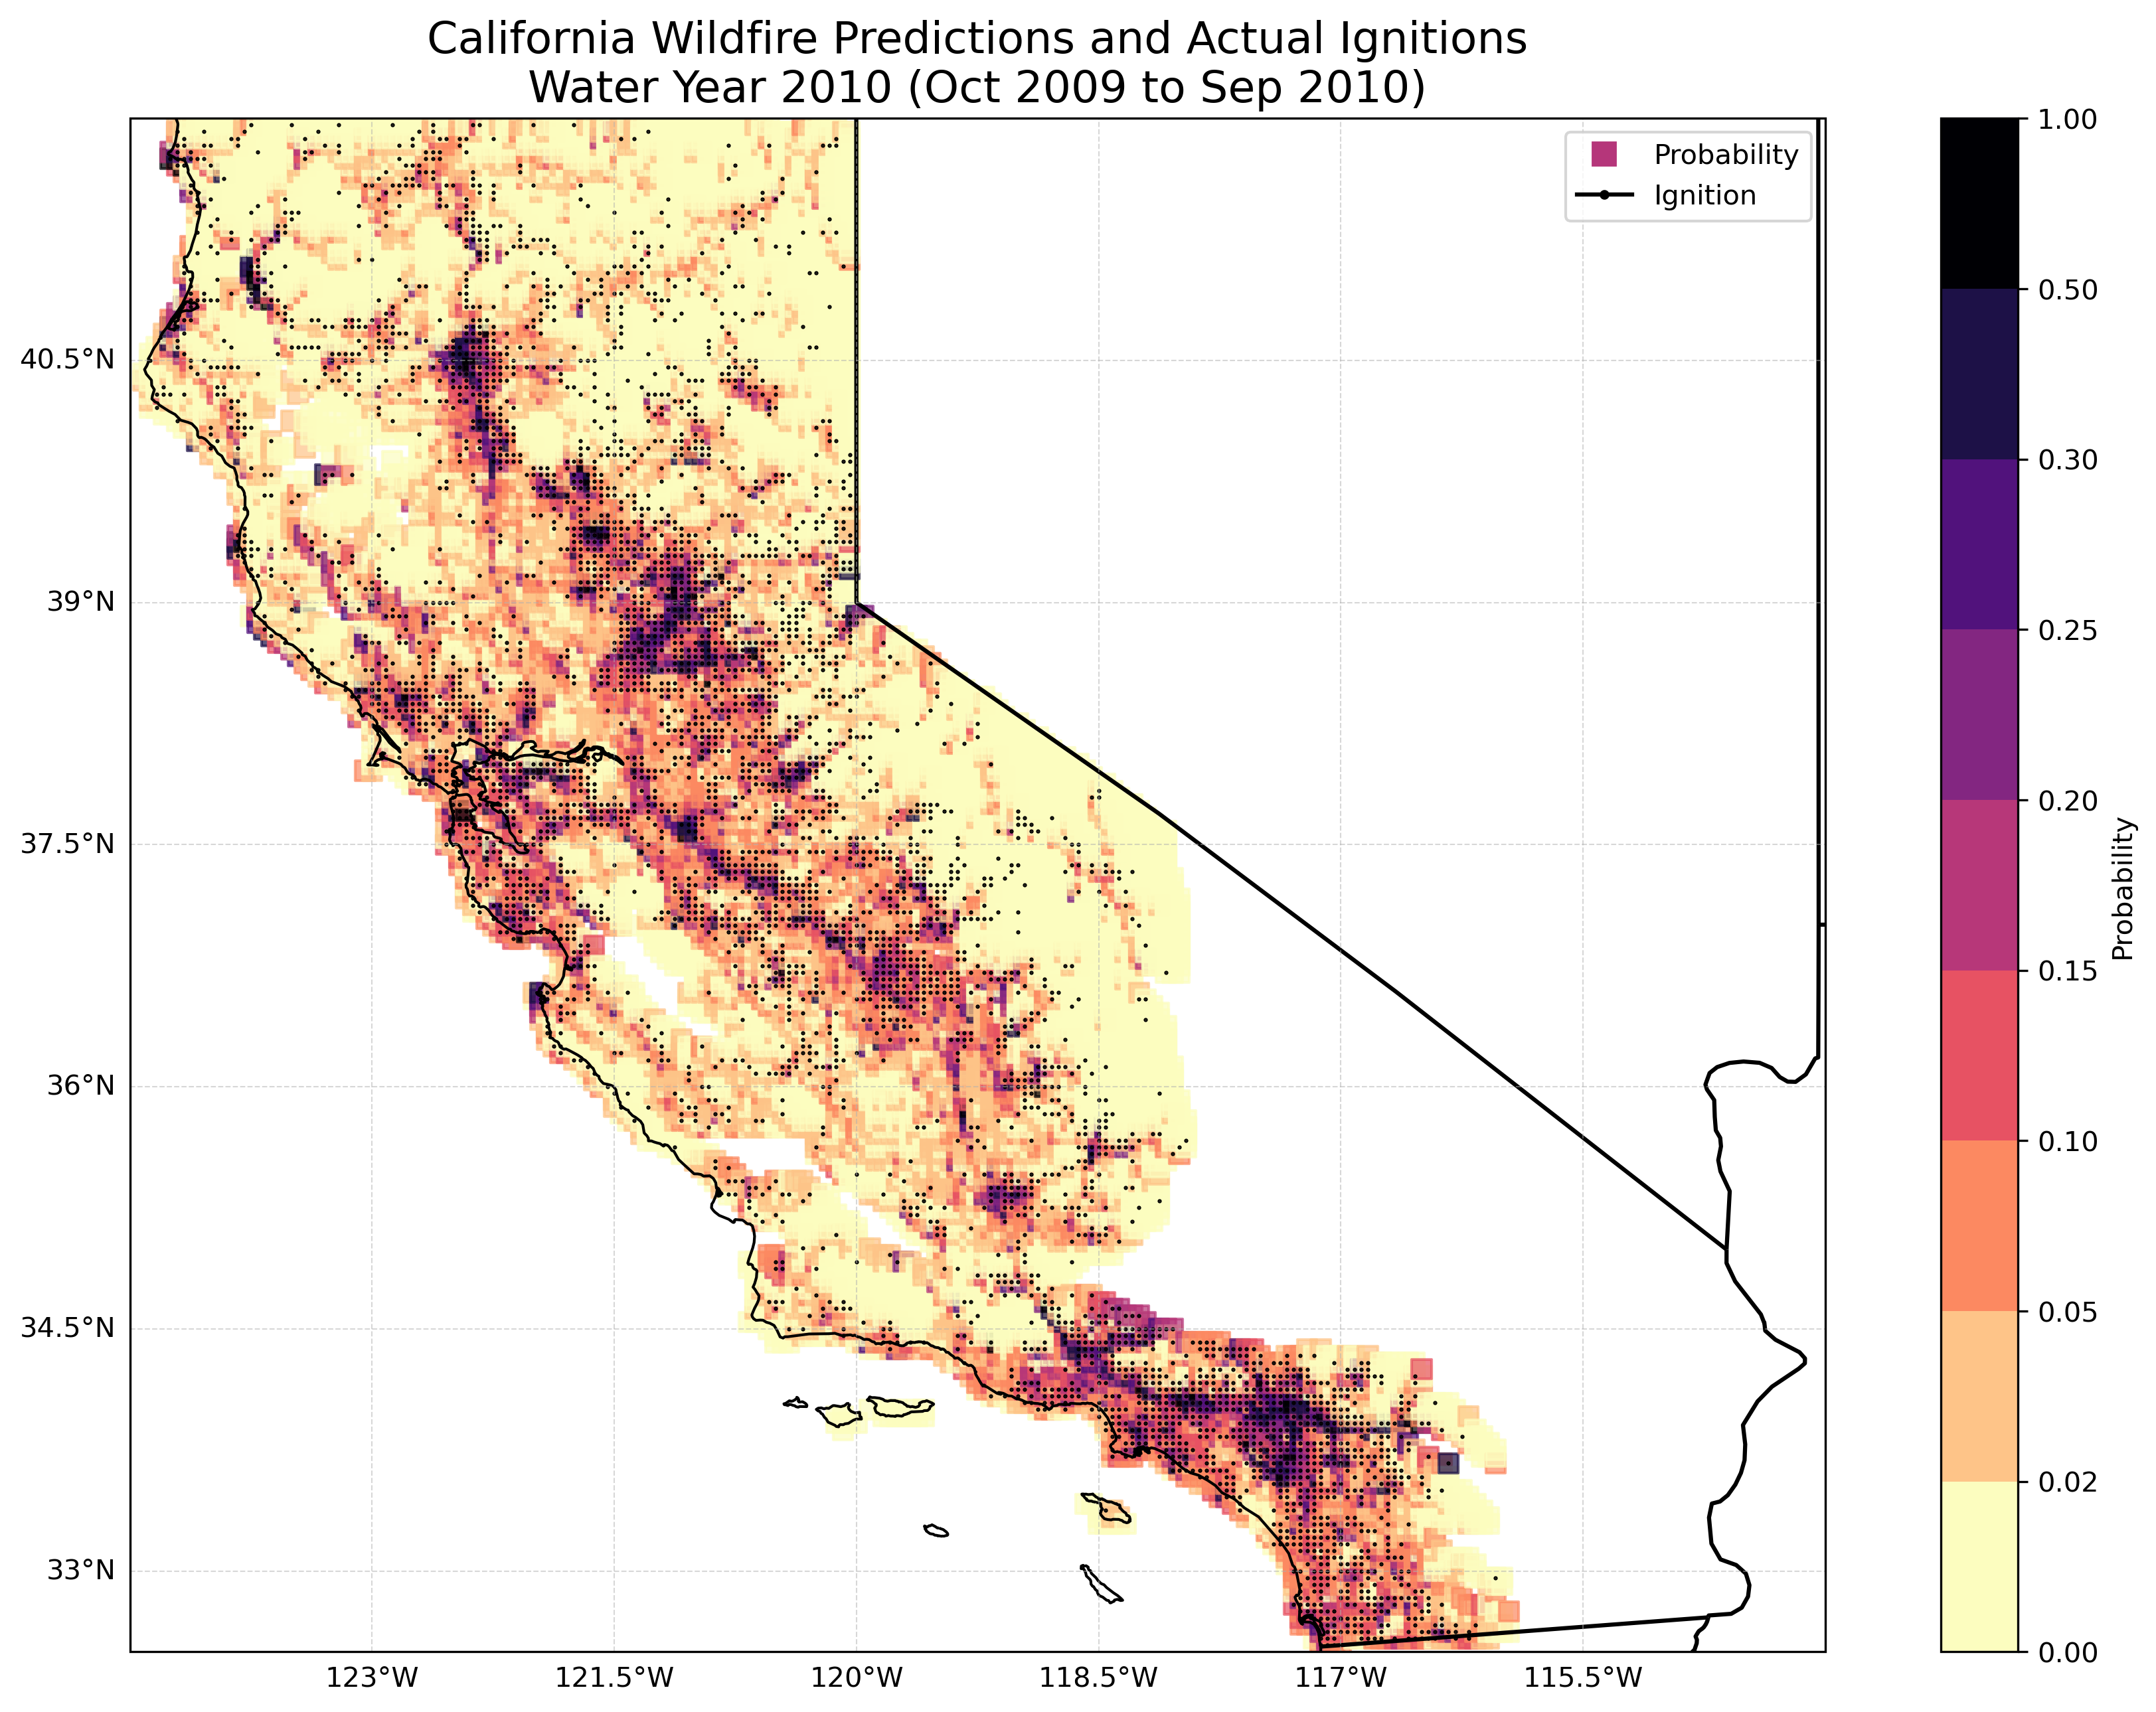 California Wildfire Predictions and Actual Ignitions
Water Year 2010 (Oct 2009 to Sep 2010)
Probability
Ignition
40.5°N
39°N
37.5°N
36°N
34.5°N
33°N
123°W
121.5°W
120°W
118.5°W
117°W
115.5°W
1.00
0.50
0.30
0.25
0.20
0.15
0.10
0.05
0.02
0.00
Probability